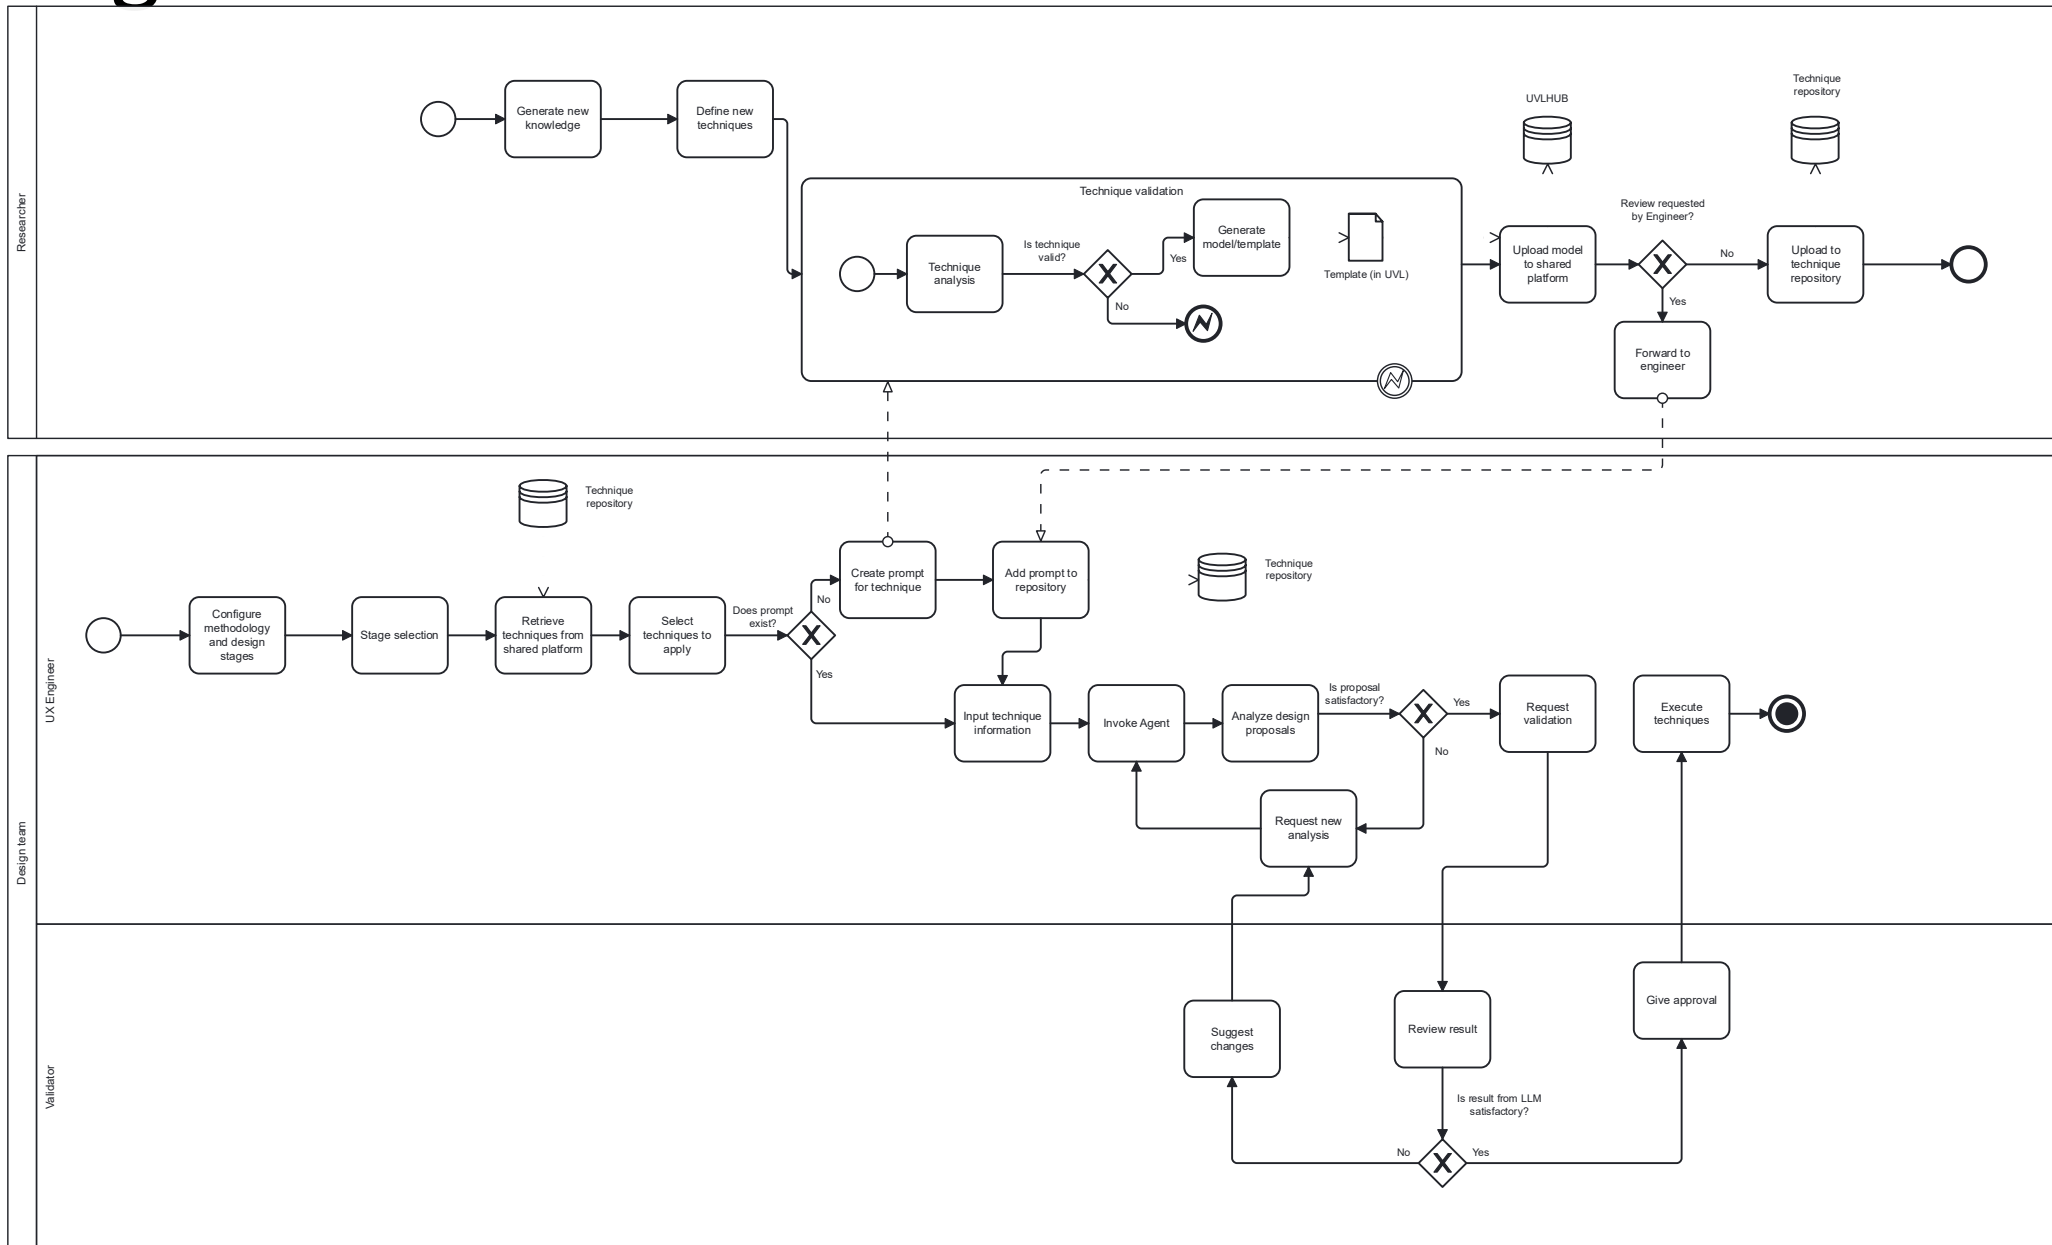 Researcher
Generate new
knowledge
Define new
techniques
Technique validation
Technique
analysis
Is technique
valid?
Yes
No
Generate
model/template
Template (in UVL)
UVLHUB
Upload model
to shared
platform
Review requested
by Engineer?
No
Yes
Technique
repository
Upload to
technique
repository
Forward to
engineer
Design team
UX Engineer
Technique
repository
Configure
methodology
and design
stages
Stage selection
Retrieve
techniques from
shared platform
Select
techniques to
apply
Does prompt
exist?
No
Yes
Create prompt
for technique
Add prompt to
repository
Technique
repository
Input technique
information
Invoke Agent
Analyze design
proposals
Is proposal
satisfactory?
Yes
No
Request
validation
Execute
techniques
Request new
analysis
Validator
Suggest
changes
Review result
Give approval
Is result from LLM
satisfactory?
No
Yes